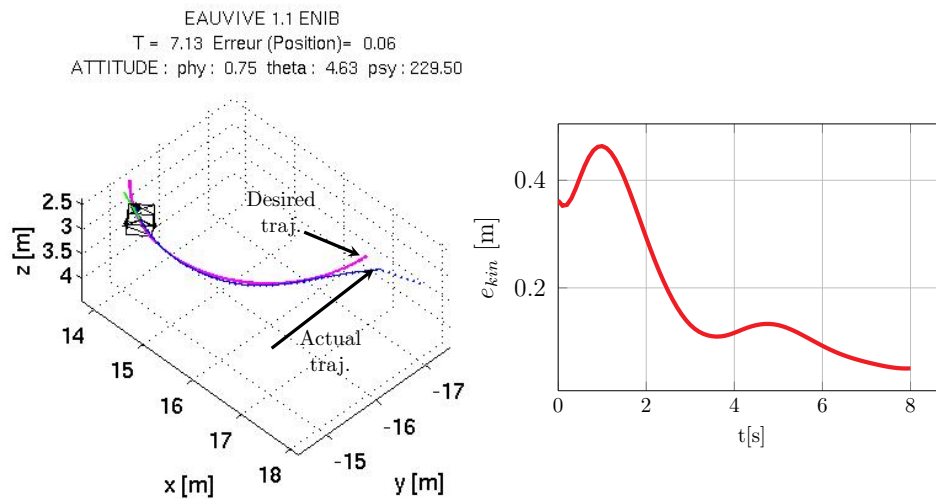 EAUVIVE 1.1 ENIB
T = 7.13 Erreur (Position)= 0.06
ATTITUDE : phy : 0.75 theta : 4.63 psy : 229.50
Desired
traj.
Actual
traj.
2.5
3
3.5
4
z [m]
14
15
16
17
18
x [m]
-15
-16
-17
y [m]
0.4
0.2
e_kin [m]
0 2 4 6 8
t[s]